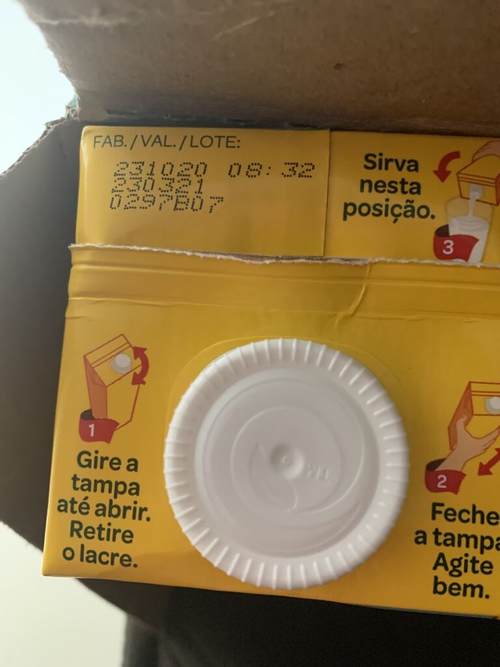 FAB./VAL./LOTE:
231020 08:32
230321
0297B07
Sirva
nesta
posição.
3
1
Gire a
tampa
até abrir.
Retire
o lacre.
2
Feche
a tampa
Agite
bem.